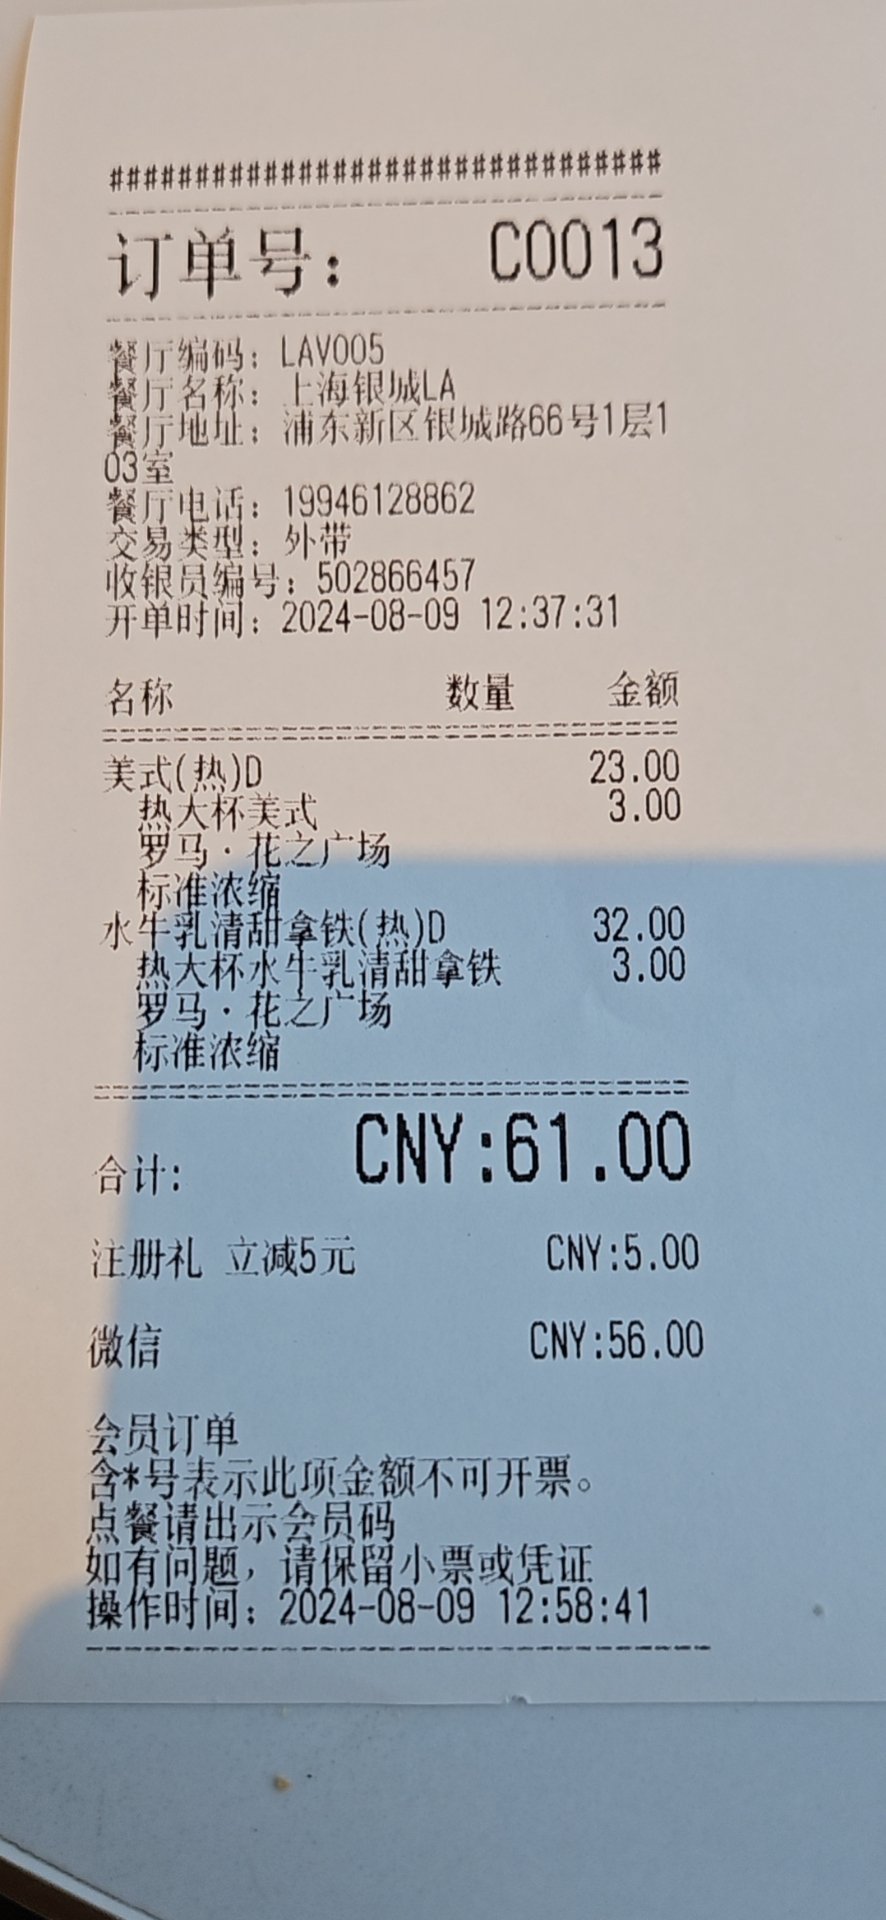 ################################
订单号： C0013
餐厅编码：LAV005
餐厅名称：上海银城LA
餐厅地址：浦东新区银城路66号1层1
03室
餐厅电话：19946128862
交易类型：外带
收银员编号：502866457
开单时间：2024-08-09 12:37:31
名称 数量 金额
美式(热)D 23.00
热大杯美式 3.00
罗马·花之广场
标准浓缩
水牛乳清甜拿铁(热)D 32.00
热大杯水牛乳清甜拿铁 3.00
罗马·花之广场
标准浓缩
合计: CNY:61.00
注册礼 立减5元 CNY:5.00
微信 CNY:56.00
会员订单
含*号表示此项金额不可开票。
点餐请出示会员码
如有问题，请保留小票或凭证
操作时间：2024-08-09 12:58:41